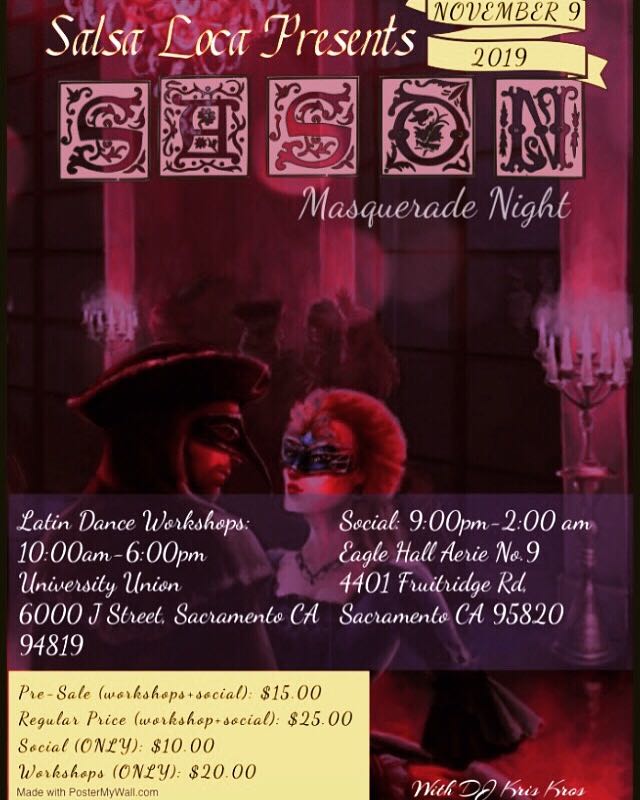 Salsa Loca Presents
NOVEMBER 9
2019
SASON
Masquerade Night
Latin Dance Workshops:
10:00am-6:00pm
University Union
6000 J Street, Sacramento CA
94819
Social: 9:00pm-2:00 am
Eagle Hall Aerie No.9
4401 Fruitridge Rd,
Sacramento CA 95820
Pre-Sale (workshops+social): $15.00
Regular Price (workshop+social): $25.00
Social (ONLY): $10.00
Workshops (ONLY): $20.00
Made with PosterMyWall.com
With DJ Kris Kros